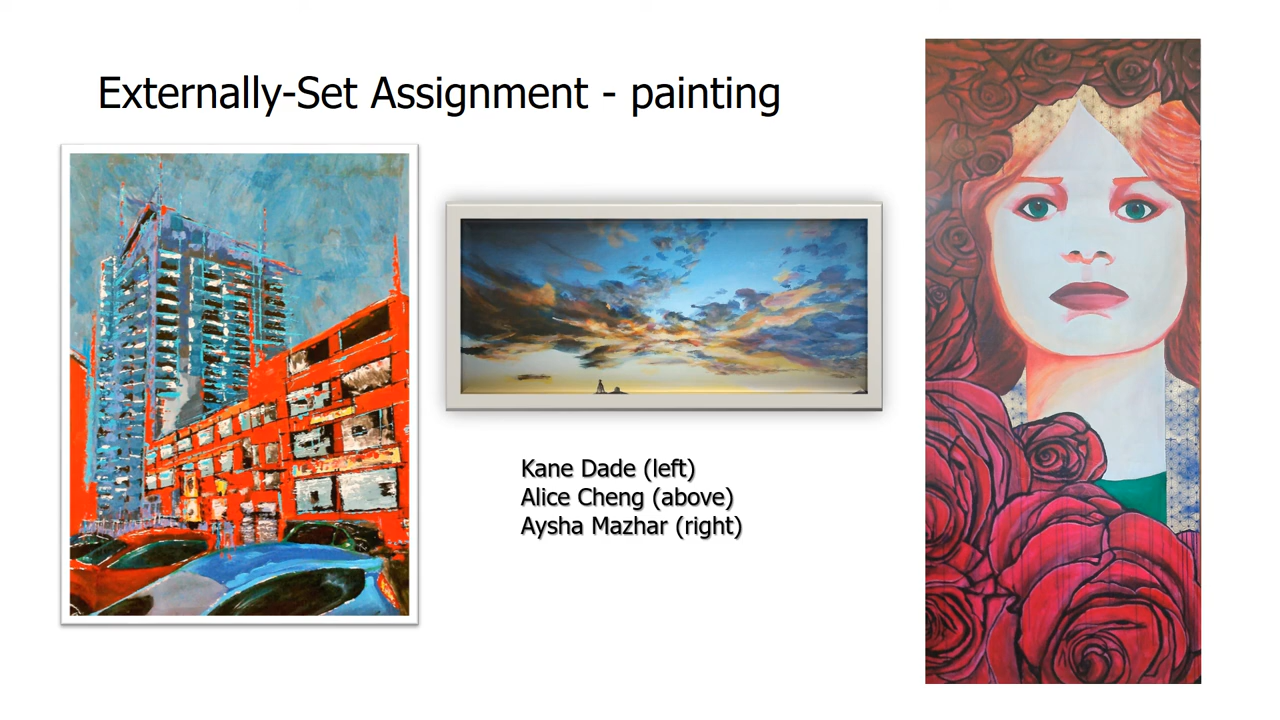 Externally-Set Assignment - painting
Kane Dade (left)
Alice Cheng (above)
Aysha Mazhar (right)